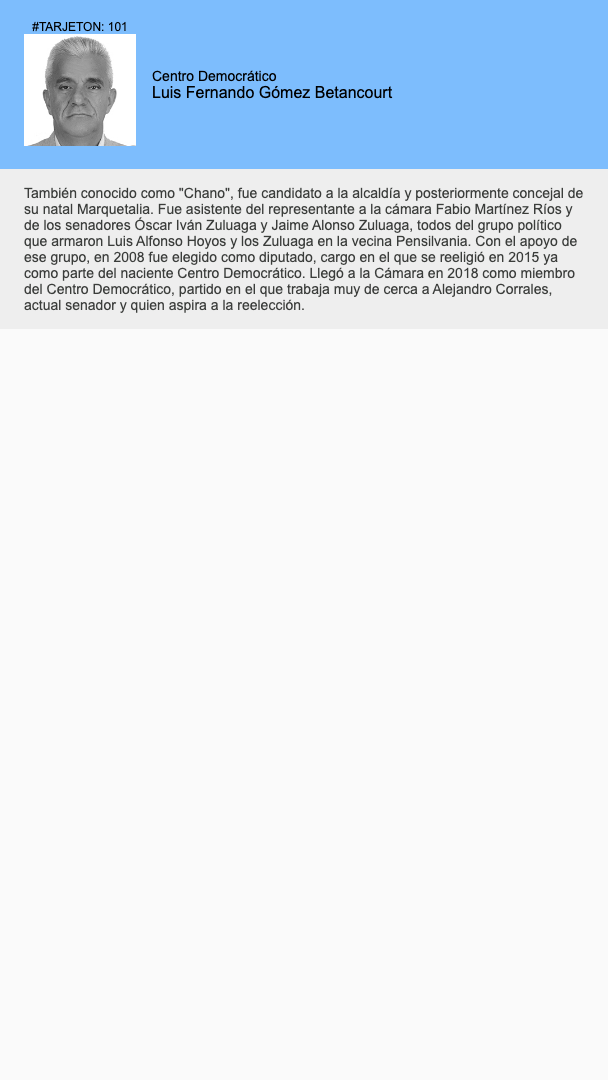 #TARJETON: 101
Centro Democrático
Luis Fernando Gómez Betancourt
También conocido como "Chano", fue candidato a la alcaldía y posteriormente concejal de
su natal Marquetalia. Fue asistente del representante a la cámara Fabio Martínez Ríos y
de los senadores Óscar Iván Zuluaga y Jaime Alonso Zuluaga, todos del grupo político
que armaron Luis Alfonso Hoyos y los Zuluaga en la vecina Pensilvania. Con el apoyo de
ese grupo, en 2008 fue elegido como diputado, cargo en el que se reeligió en 2015 ya
como parte del naciente Centro Democrático. Llegó a la Cámara en 2018 como miembro
del Centro Democrático, partido en el que trabaja muy de cerca a Alejandro Corrales,
actual senador y quien aspira a la reelección.